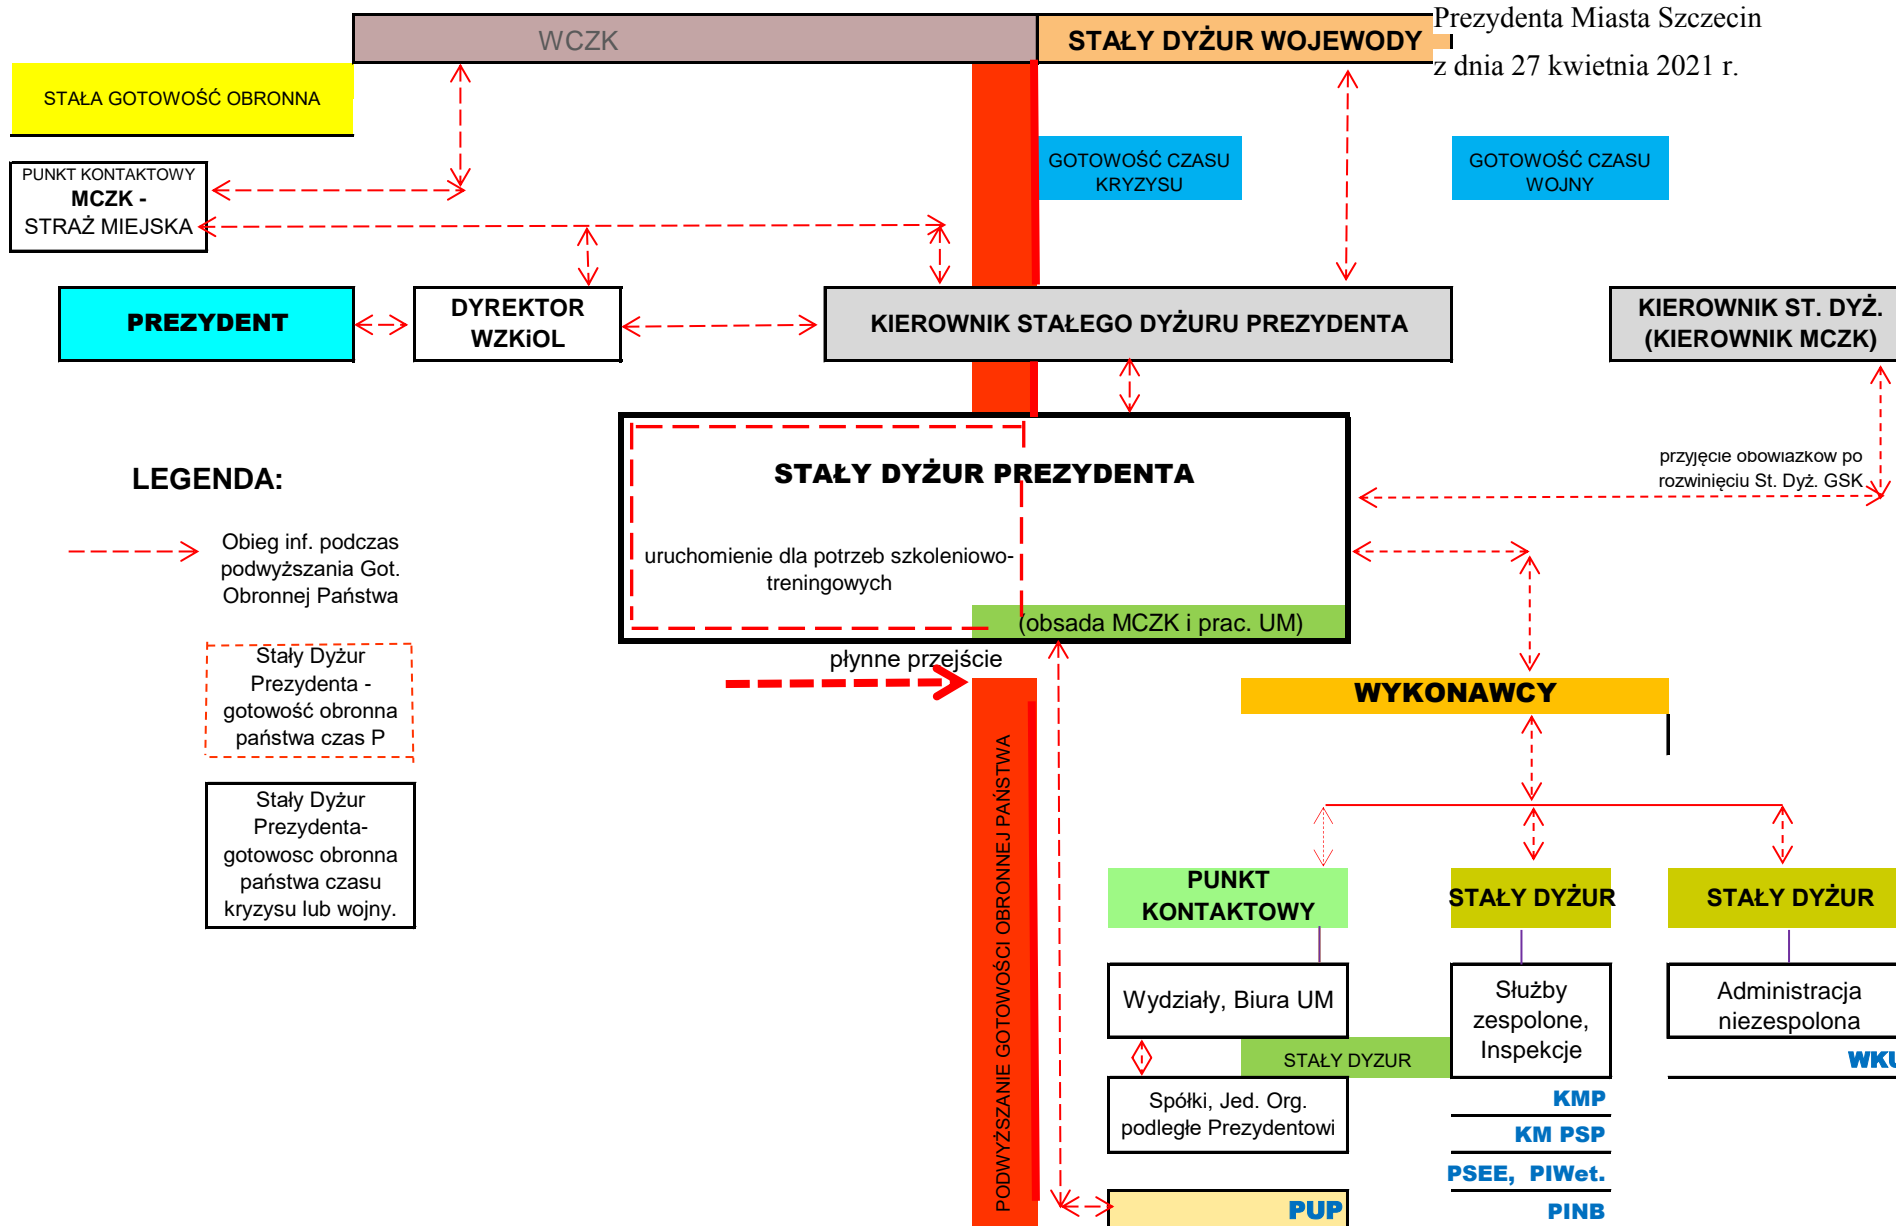 Prezydenta Miasta Szczecin
z dnia 27 kwietnia 2021 r.
WCZK
STAŁY DYŻUR WOJEWODY
STAŁA GOTOWOŚĆ OBRONNA
GOTOWOŚĆ CZASU
KRYZYSU
GOTOWOŚĆ CZASU
WOJNY
PUNKT KONTAKTOWY
MCZK -
STRAŻ MIEJSKA
PREZYDENT
DYREKTOR
WZKiOL
KIEROWNIK STAŁEGO DYŻURU PREZYDENTA
KIEROWNIK ST. DYŻ.
(KIEROWNIK MCZK)
STAŁY DYŻUR PREZYDENTA
uruchomienie dla potrzeb szkoleniowo-
treningowych
(obsada MCZK i prac. UM)
przyjęcie obowiazkow po
rozwinięciu St. Dyż. GSK
LEGENDA:
Obieg inf. podczas
podwyższania Got.
Obronnej Państwa
Stały Dyżur
Prezydenta -
gotowość obronna
państwa czas P
Stały Dyżur
Prezydenta-
gotowosc obronna
państwa czasu
kryzysu lub wojny.
płynne przejście
PODWYŻSZANIE GOTOWOŚCI OBRONNEJ PAŃSTWA
WYKONAWCY
PUNKT
KONTAKTOWY
STAŁY DYŻUR
STAŁY DYŻUR
Wydziały, Biura UM
Służby
zespolone,
Inspekcje
Administracja
niezespolona
STAŁY DYZUR
WKU
Spółki, Jed. Org.
podległe Prezydentowi
KMP
KM PSP
PSEE, PIWet.
PINB
PUP